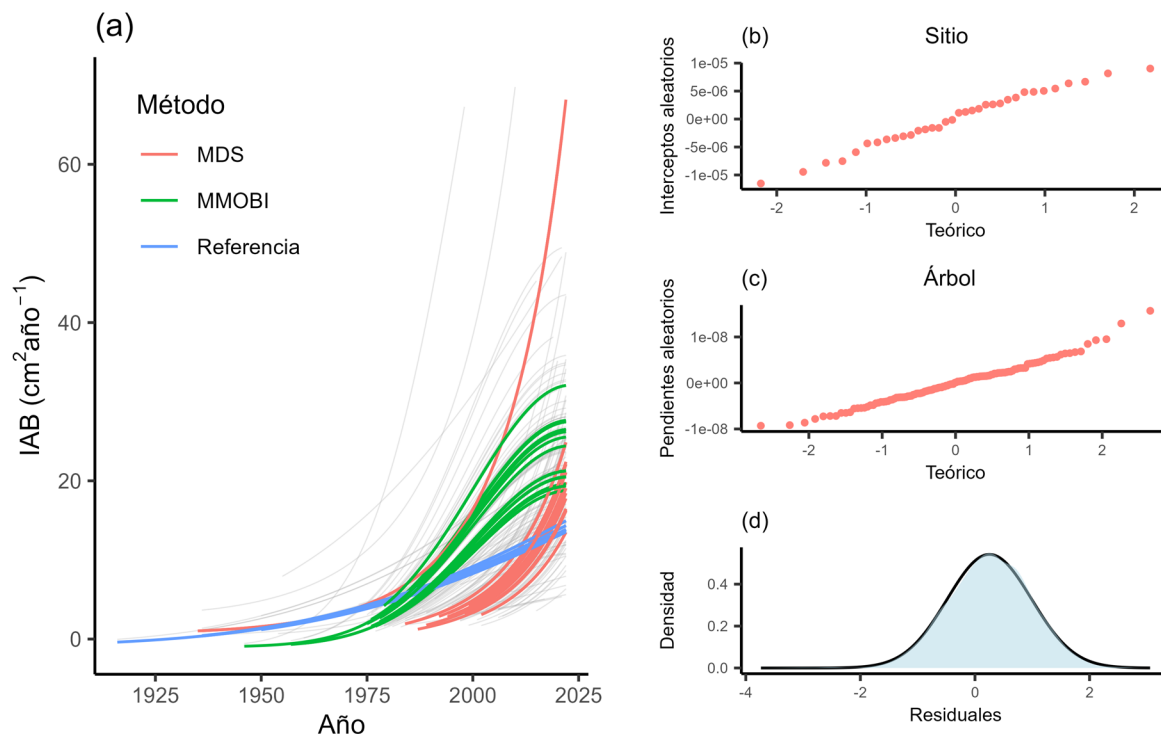 (a)
Método
MDS
MMOBI
Referencia
IAB (cm²año⁻¹)
60
40
20
0
1925
1950
1975
2000
2025
Año
(b)
Sitio
Interceptos aleatorios
1e-05
5e-06
0e+00
-5e-06
-1e-05
-2
-1
0
1
2
Teórico
(c)
Árbol
Pendientes aleatorios
1e-08
0e+00
-1e-08
-2
-1
0
1
2
Teórico
(d)
Densidad
0.4
0.2
0.0
-4
-2
0
2
Residuales